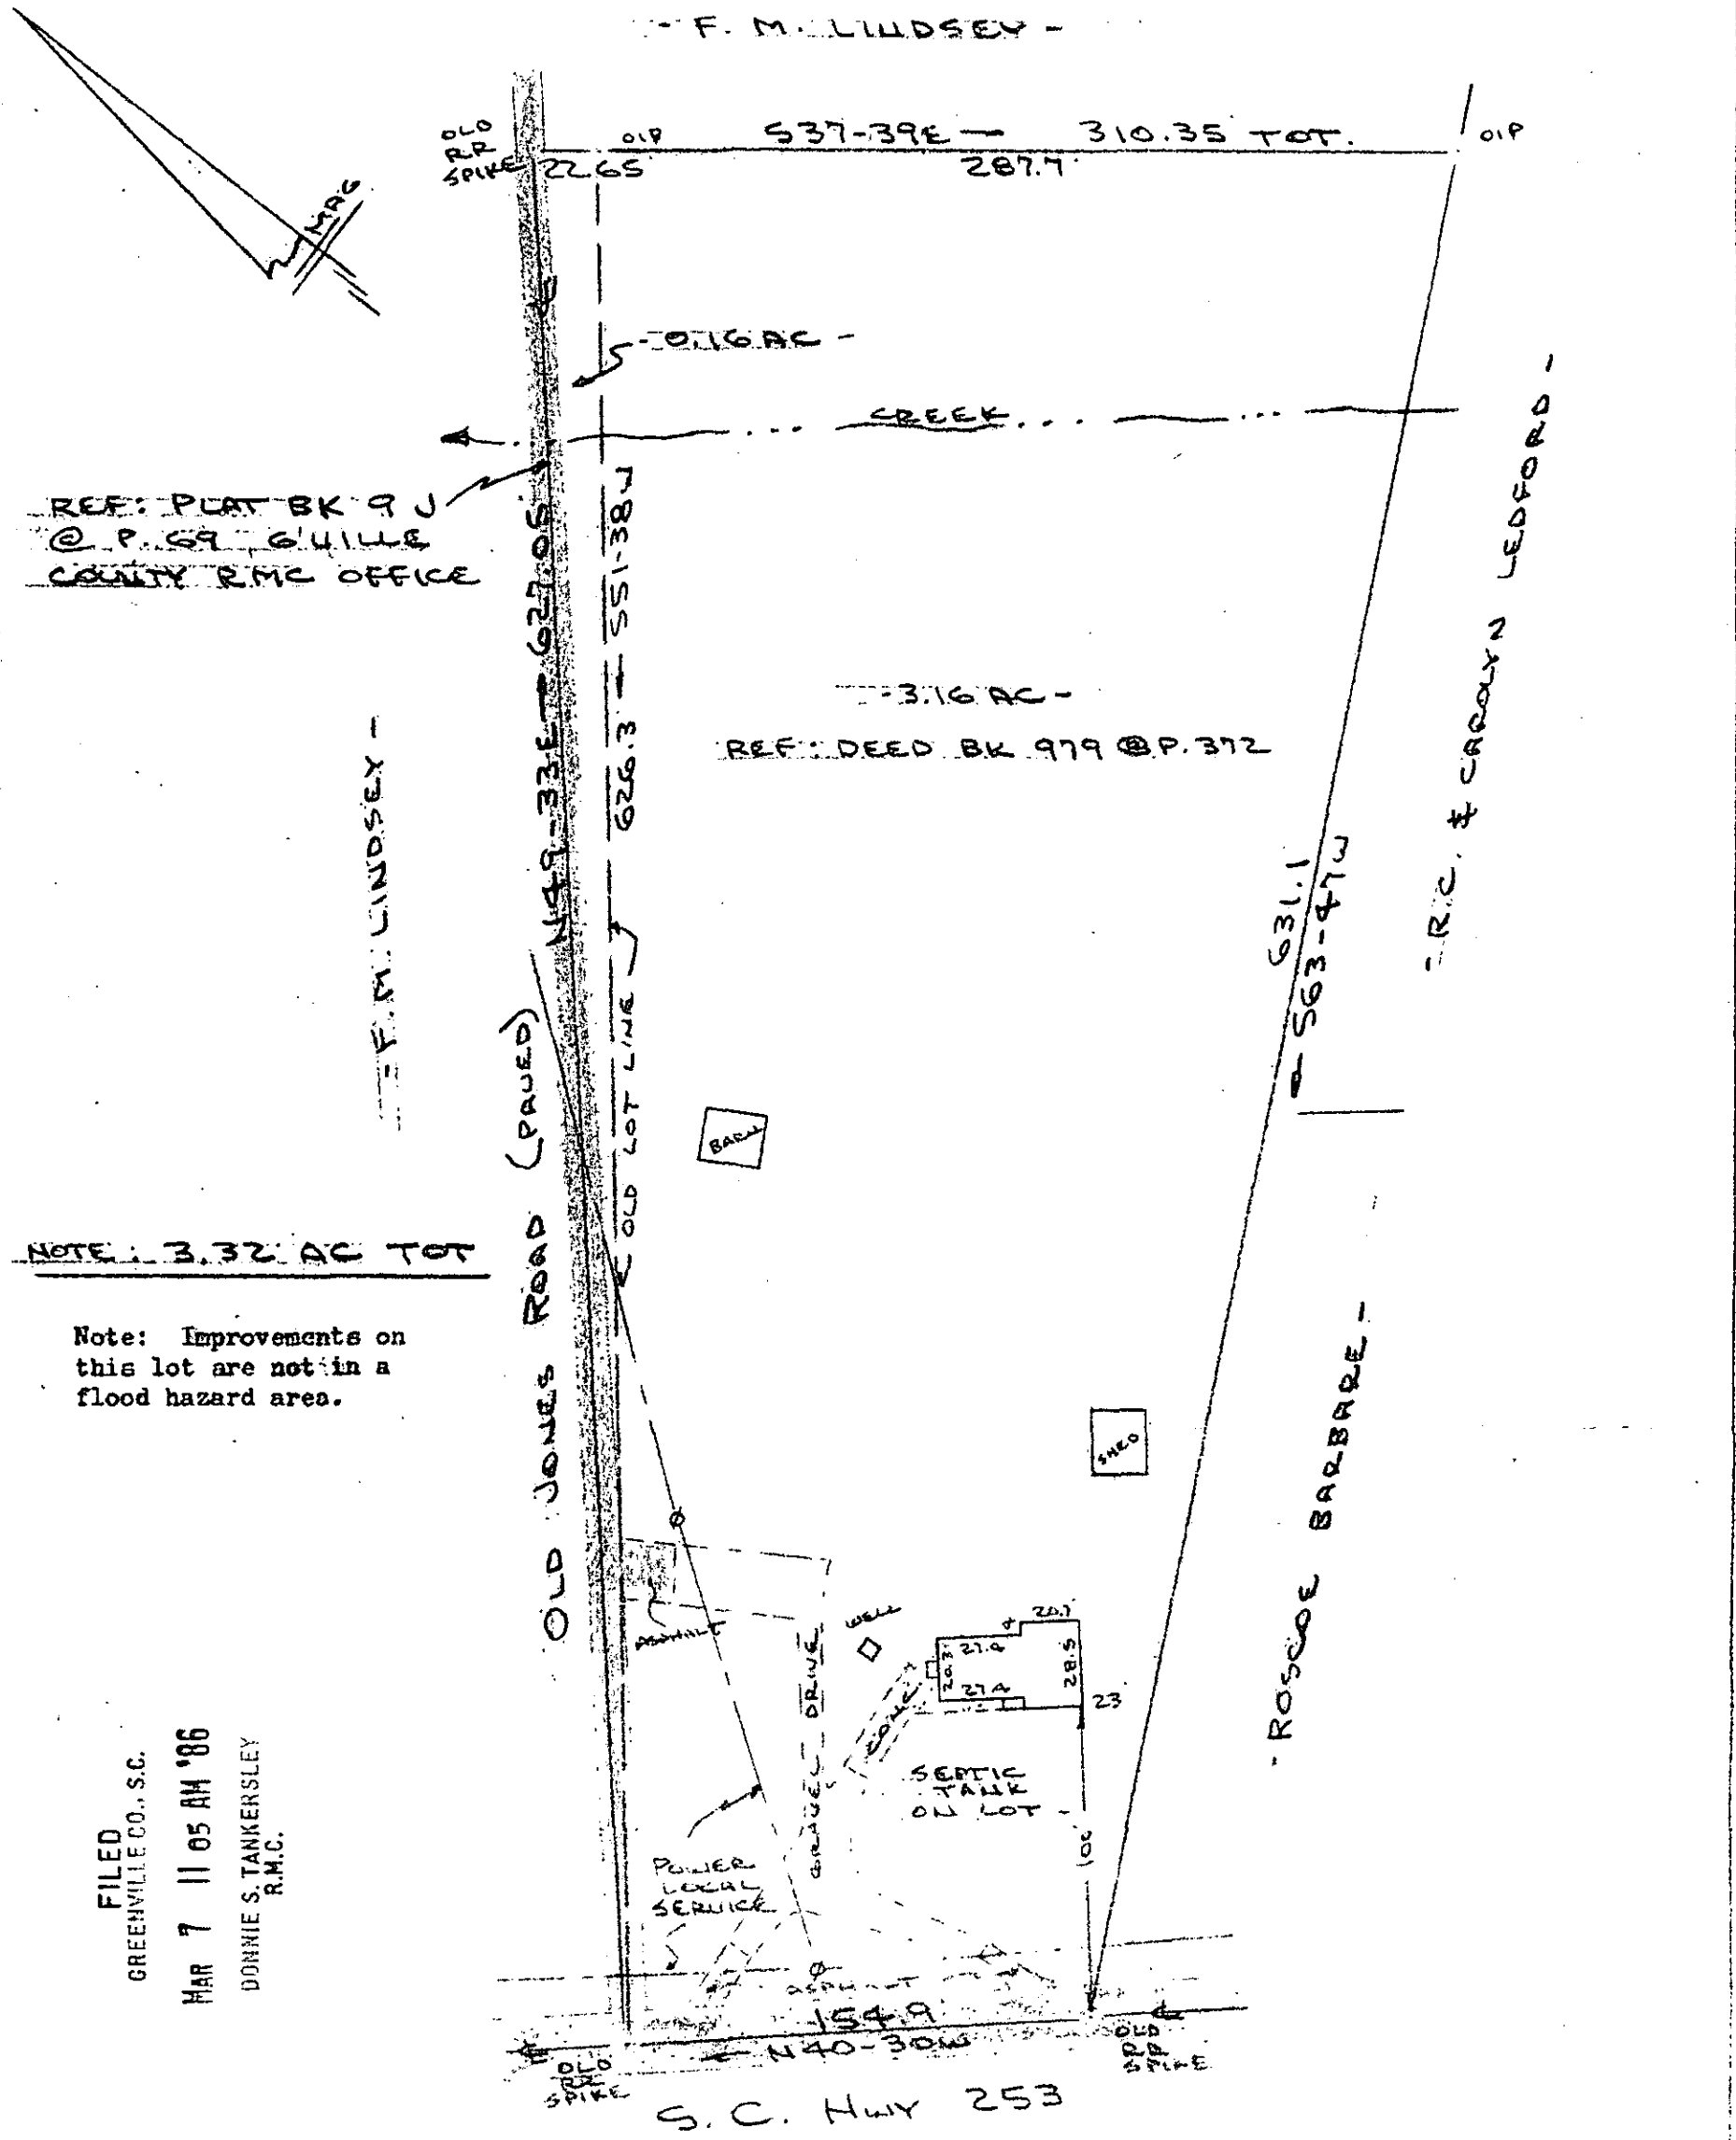 - F. M. LINDSEY -
OLD
RR
SPIKE
OIP
S37-39E — 310.35 TOT.
OIP
22.65
287.7
MAG
- 0.16 AC -
CREEK
REF: PLAT BK 9 J
@ P. 69 G'VILLE
COUNTY RMC OFFICE
N49-33E — 627.05
626.3 — S51-38W
- 3.16 AC -
REF: DEED BK 979 @ P. 372
- R.C. & CAROLYN LEDFORD -
- F.M. LINDSEY -
631.1
S63-47W
OLD LOT LINE
BARN
OLD JONES ROAD (PAVED)
NOTE: 3.32 AC TOT
Note: Improvements on
this lot are not in a
flood hazard area.
SHED
- ROSCOE BARBARE -
ASPHALT
WELL
GRAVEL DRIVE
4
20.7
27.4
20.3
28.5
27.4
23
CONC.
SEPTIC
TANK
ON LOT -
100
POWER
LOCAL
SERVICE
FILED
GREENVILLE CO., S.C.
MAR 7 11 05 AM '86
DONNIE S. TANKERSLEY
R.M.C.
ASPHALT
154.9
N40-30W
OLD
RR
SPIKE
OLD
RR
SPIKE
S. C. HWY 253